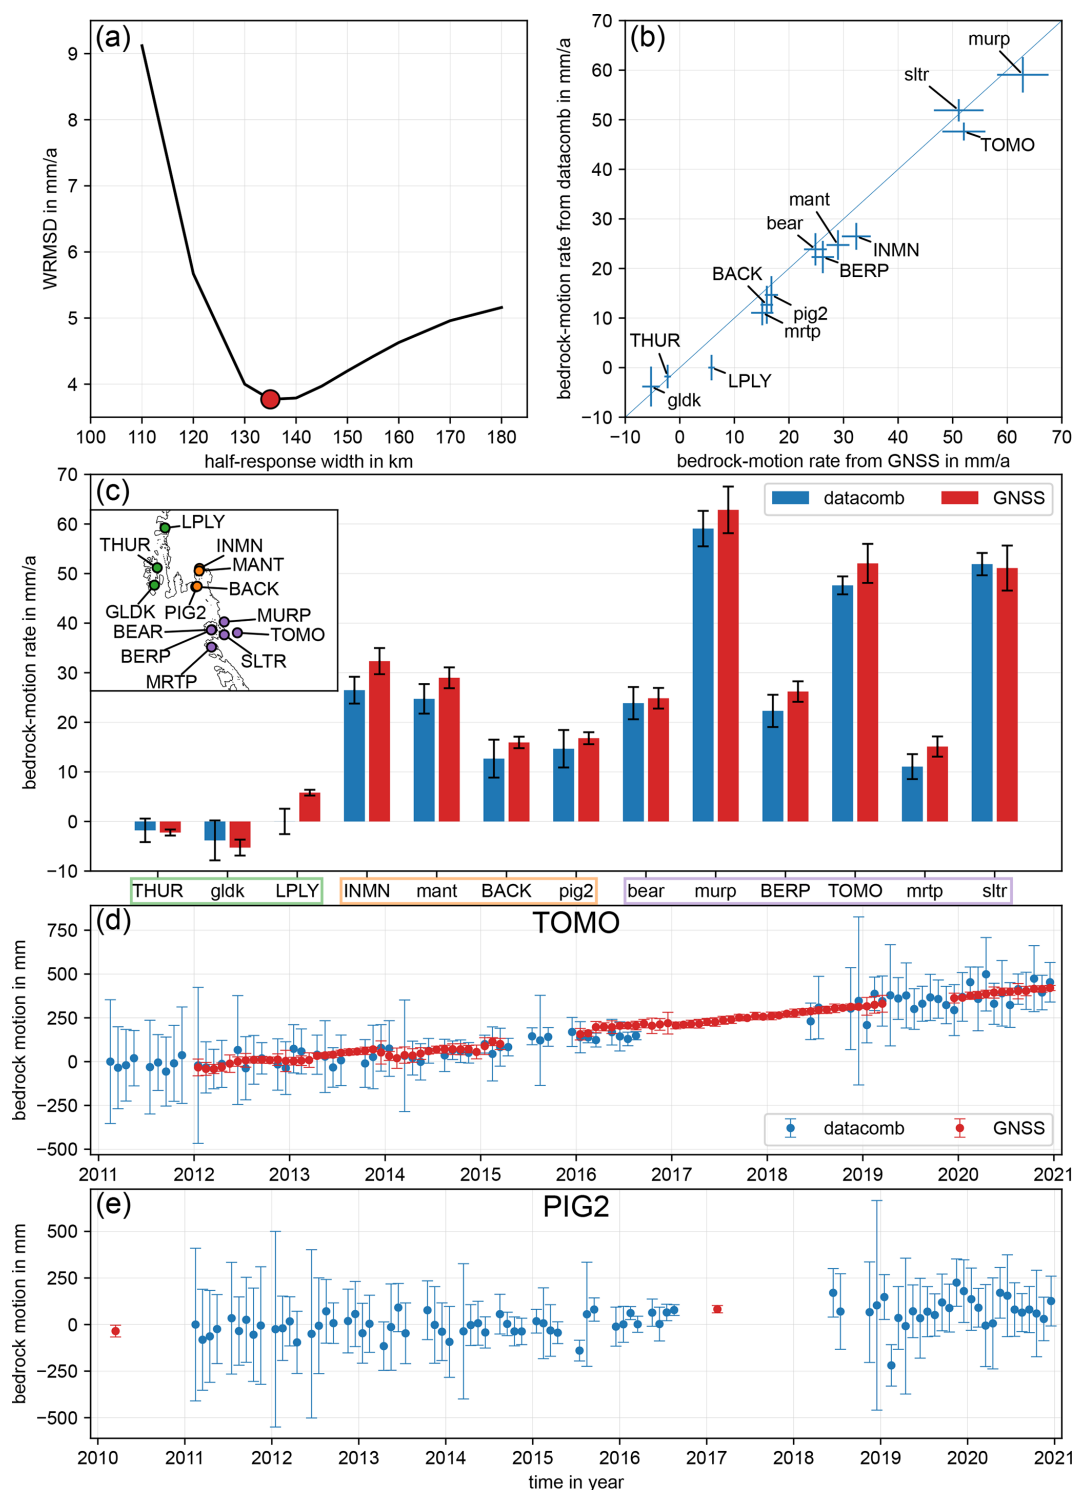 (a)
9
8
7
6
5
4
WRMSD in mm/a
100 110 120 130 140 150 160 170 180
half-response width in km
(b)
70
60
50
40
30
20
10
0
−10
bedrock-motion rate from datacomb in mm/a
murp
sltr
TOMO
mant
bear
INMN
BERP
BACK
pig2
mrtp
THUR
LPLY
gldk
−10 0 10 20 30 40 50 60 70
bedrock-motion rate from GNSS in mm/a
(c)
70
60
50
40
30
20
10
0
−10
bedrock-motion rate in mm/a
datacomb GNSS
LPLY
THUR
INMN
MANT
GLDK
PIG2
BACK
MURP
BEAR
TOMO
BERP
SLTR
MRTP
THUR gldk LPLY INMN mant BACK pig2 bear murp BERP TOMO mrtp sltr
(d)
TOMO
750
500
250
0
−250
−500
bedrock motion in mm
datacomb GNSS
2011 2012 2013 2014 2015 2016 2017 2018 2019 2020 2021
(e)
PIG2
500
250
0
−250
−500
bedrock motion in mm
2010 2011 2012 2013 2014 2015 2016 2017 2018 2019 2020 2021
time in year